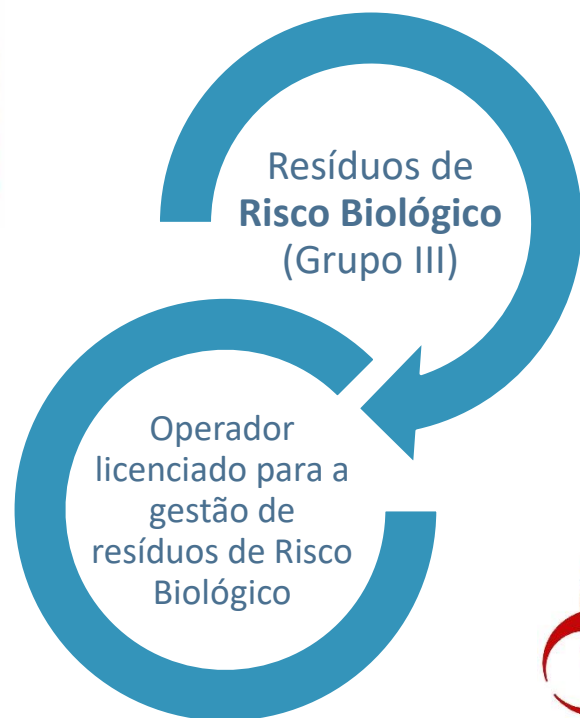 Resíduos de
Risco Biológico
(Grupo III)
Operador
licenciado para a
gestão de
resíduos de Risco
Biológico